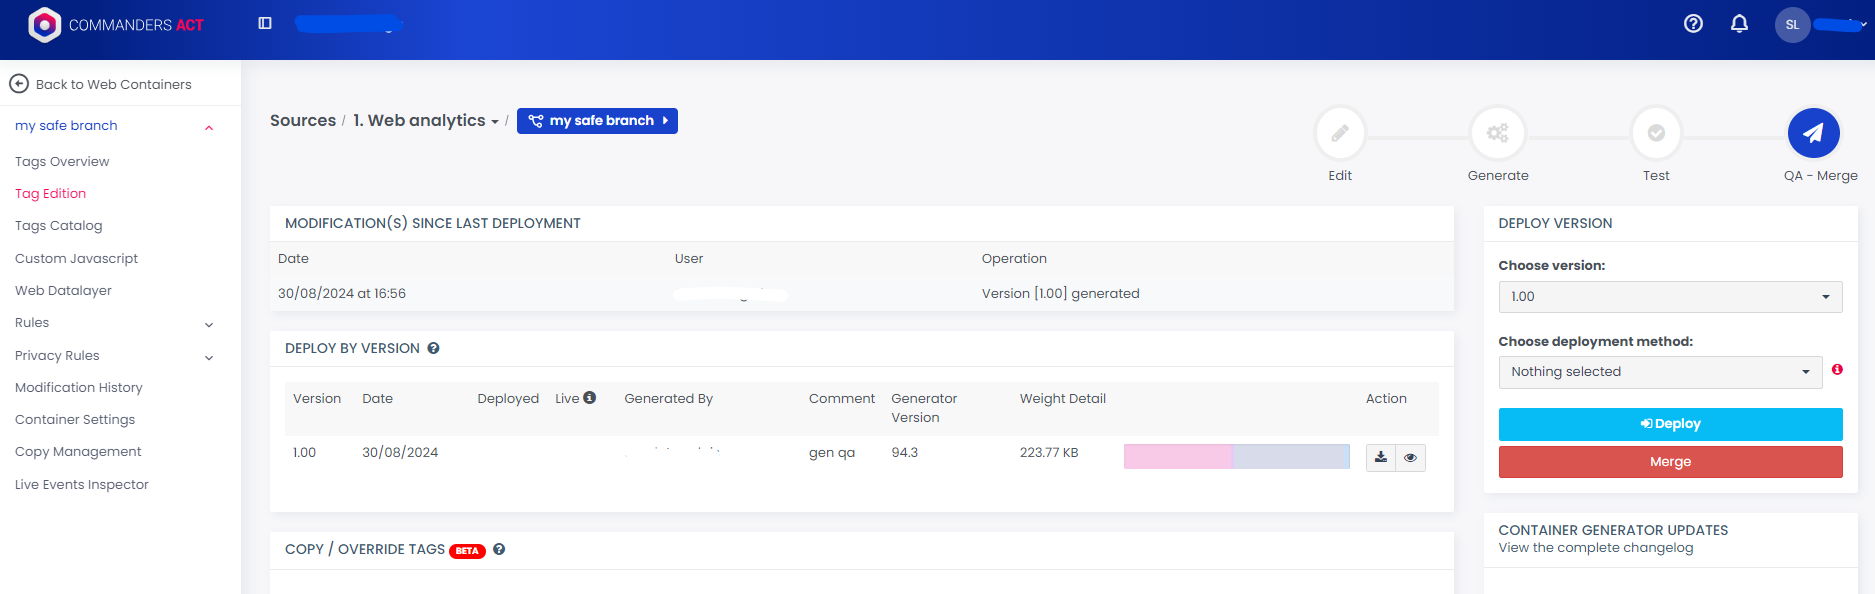 COMMANDERS ACT
SL
Back to Web Containers
my safe branch
Tags Overview
Tag Edition
Tags Catalog
Custom Javascript
Web Datalayer
Rules
Privacy Rules
Modification History
Container Settings
Copy Management
Live Events Inspector
Sources / 1. Web analytics / my safe branch
Edit
Generate
Test
QA - Merge
MODIFICATION(S) SINCE LAST DEPLOYMENT
Date User Operation
30/08/2024 at 16:56 Version [1.00] generated
DEPLOY BY VERSION
Version Date Deployed Live Generated By Comment Generator Version Weight Detail Action
1.00 30/08/2024 gen qa 94.3 223.77 KB
COPY / OVERRIDE TAGS BETA
DEPLOY VERSION
Choose version:
1.00
Choose deployment method:
Nothing selected
Deploy
Merge
CONTAINER GENERATOR UPDATES
View the complete changelog